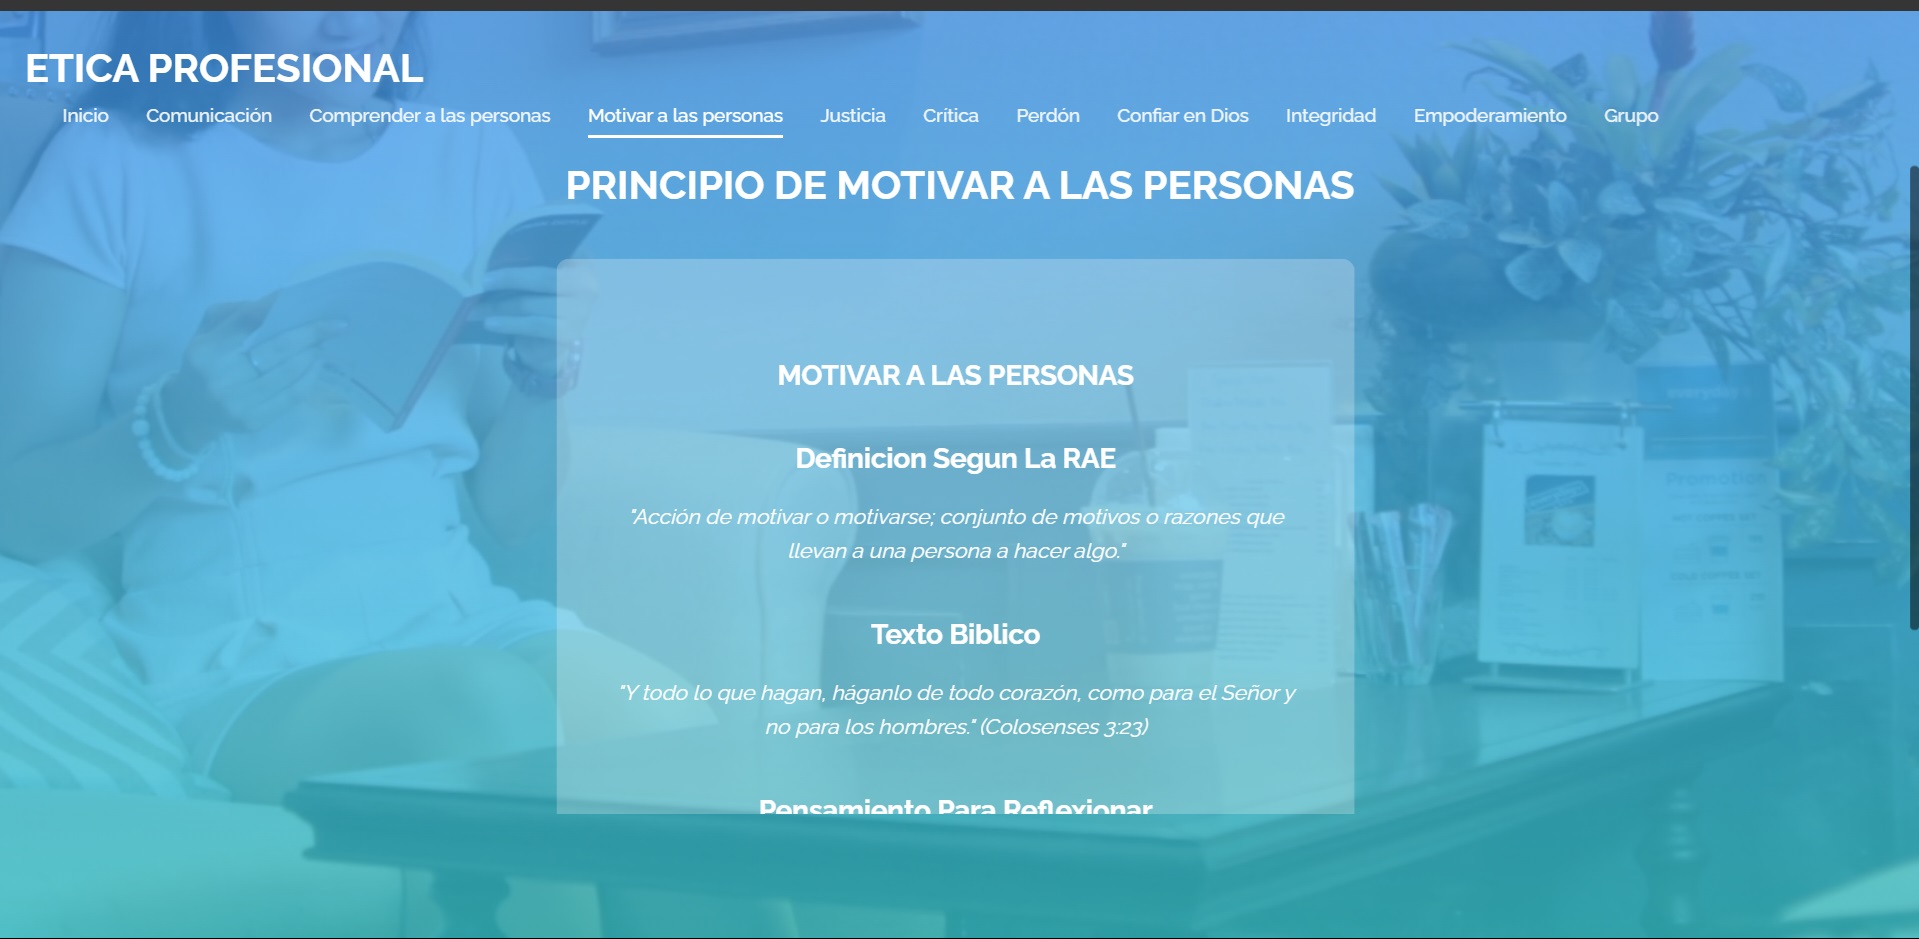 ETICA PROFESIONAL
Inicio Comunicación Comprender a las personas Motivar a las personas Justicia Crítica Perdón Confiar en Dios Integridad Empoderamiento Grupo
PRINCIPIO DE MOTIVAR A LAS PERSONAS
MOTIVAR A LAS PERSONAS
Definicion Segun La RAE
"Acción de motivar o motivarse; conjunto de motivos o razones que
llevan a una persona a hacer algo."
Texto Biblico
"Y todo lo que hagan, háganlo de todo corazón, como para el Señor y
no para los hombres." (Colosenses 3:23)
Pensamiento Para Reflexionar
Promotion